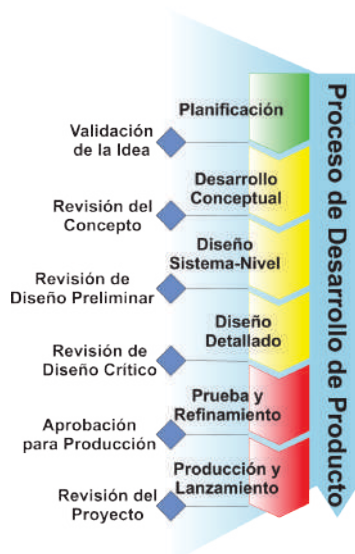 Planificación
Validación
de la Idea
Desarrollo
Conceptual
Revisión del
Concepto
Diseño
Sistema-Nivel
Revisión de
Diseño Preliminar
Diseño
Detallado
Revisión de
Diseño Crítico
Prueba y
Refinamiento
Aprobación
para Producción
Producción y
Lanzamiento
Revisión del
Proyecto
Proceso de Desarrollo de Producto